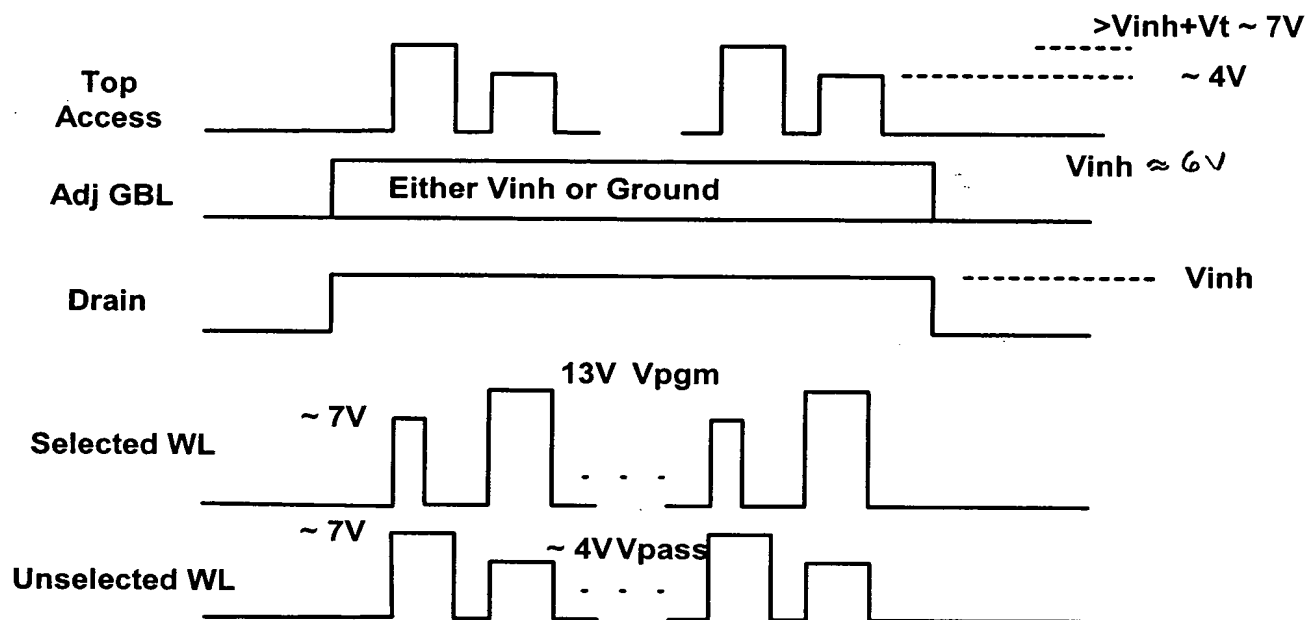 >Vinh+Vt ~ 7V
Top
Access
~ 4V
Vinh ≈ 6V
Adj GBL
Either Vinh or Ground
Drain
Vinh
13V Vpgm
~ 7V
Selected WL
- - -
~ 7V
~ 4V Vpass
Unselected WL
- - -